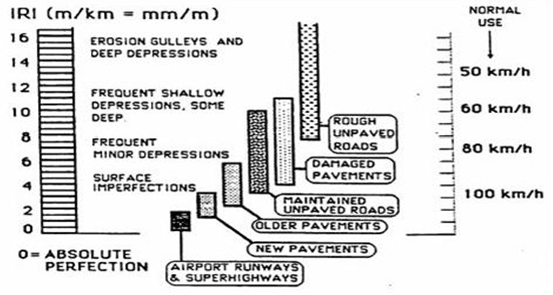 IRI (m/km = mm/m)
NORMAL
USE
16
14
12
10
8
6
4
2
0
EROSION GULLEYS AND
DEEP DEPRESSIONS
FREQUENT SHALLOW
DEPRESSIONS, SOME
DEEP
FREQUENT
MINOR DEPRESSIONS
SURFACE
IMPERFECTIONS
0= ABSOLUTE
PERFECTION
ROUGH
UNPAVED
ROADS
DAMAGED
PAVEMENTS
MAINTAINED
UNPAVED ROADS
OLDER PAVEMENTS
NEW PAVEMENTS
AIRPORT RUNWAYS
& SUPERHIGHWAYS
50 km/h
60 km/h
80 km/h
100 km/h